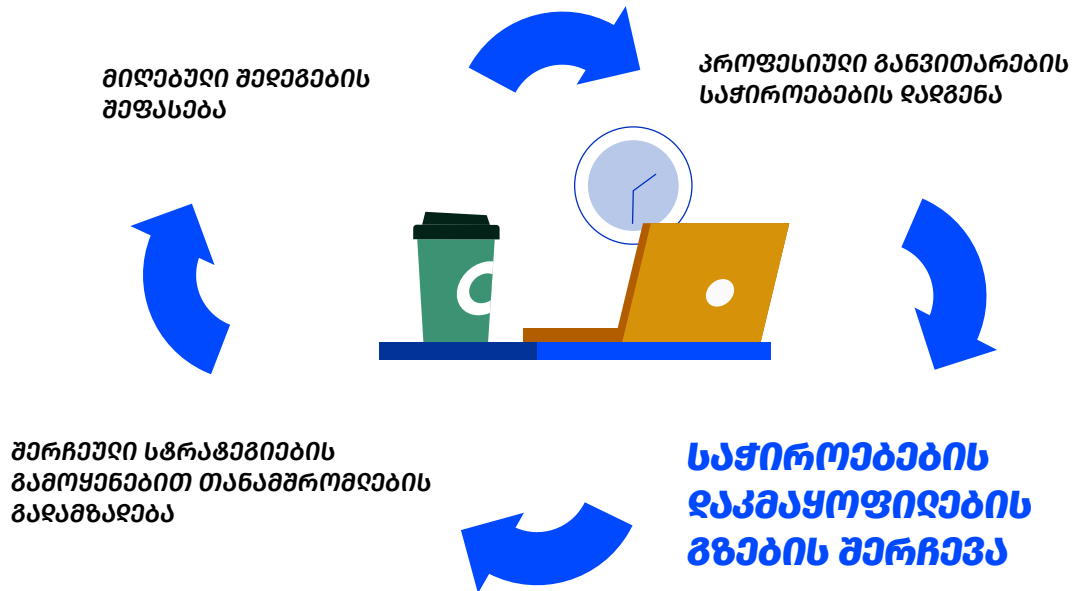 მიღებული შედეგების
შეფასება
პროფესიული განვითარების
საჭიროებების დადგენა
შერჩეული სტრატეგიების
გამოყენებით თანამშრომლების
გადამზადება
საჭიროებების
დაკმაყოფილების
გზების შერჩევა